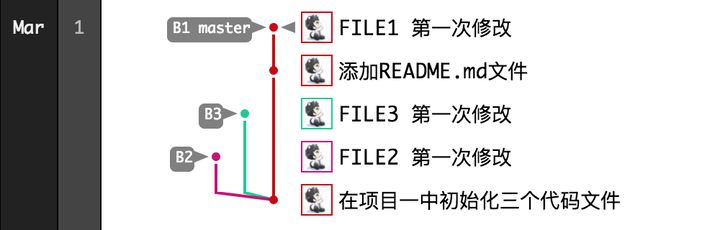 Mar 1 B1 master FILE1 第一次修改
添加README.md文件
B3 FILE3 第一次修改
B2 FILE2 第一次修改
在项目一中初始化三个代码文件